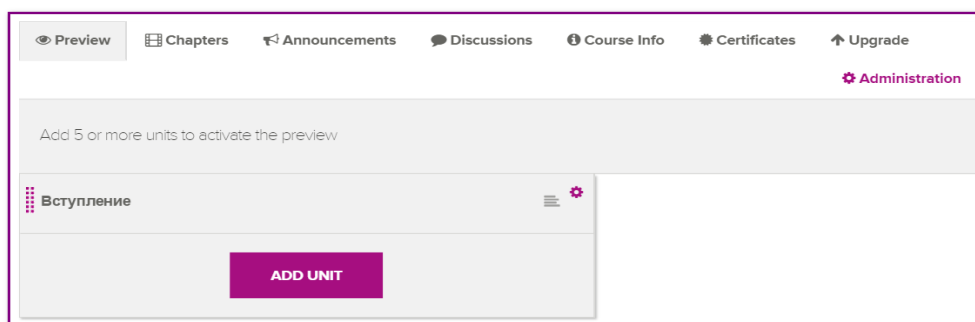 Preview Chapters Announcements Discussions Course Info Certificates Upgrade
Administration
Add 5 or more units to activate the preview
Вступление
ADD UNIT